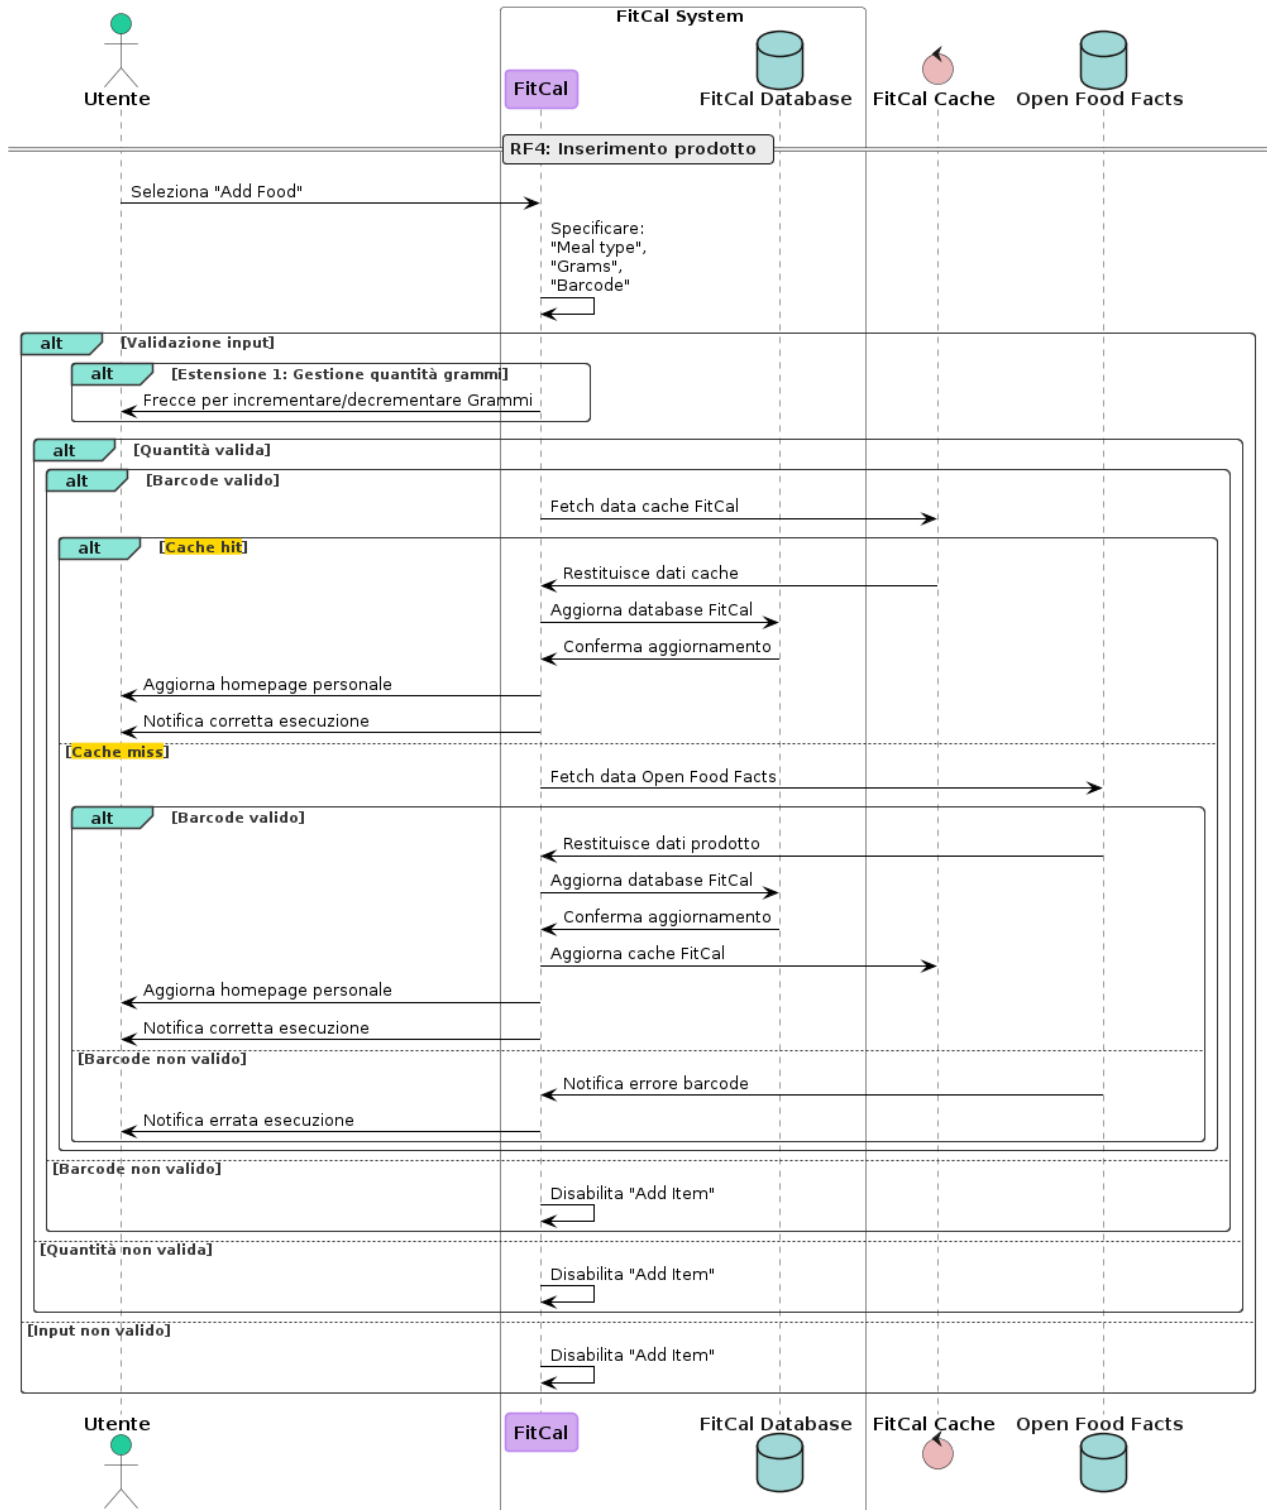 FitCal System
Utente
FitCal
FitCal Database
FitCal Cache
Open Food Facts
RF4: Inserimento prodotto
Seleziona "Add Food"
Specificare:
"Meal type",
"Grams",
"Barcode"
alt
[Validazione input]
alt
[Estensione 1: Gestione quantità grammi]
Frecce per incrementare/decrementare Grammi
alt
[Quantità valida]
alt
[Barcode valido]
Fetch data cache FitCal
alt
[Cache hit]
Restituisce dati cache
Aggiorna database FitCal
Conferma aggiornamento
Aggiorna homepage personale
Notifica corretta esecuzione
[Cache miss]
Fetch data Open Food Facts
alt
[Barcode valido]
Restituisce dati prodotto
Aggiorna database FitCal
Conferma aggiornamento
Aggiorna cache FitCal
Aggiorna homepage personale
Notifica corretta esecuzione
[Barcode non valido]
Notifica errore barcode
Notifica errata esecuzione
[Barcode non valido]
Disabilita "Add Item"
[Quantità non valida]
Disabilita "Add Item"
[Input non valido]
Disabilita "Add Item"
Utente
FitCal
FitCal Database
FitCal Cache
Open Food Facts